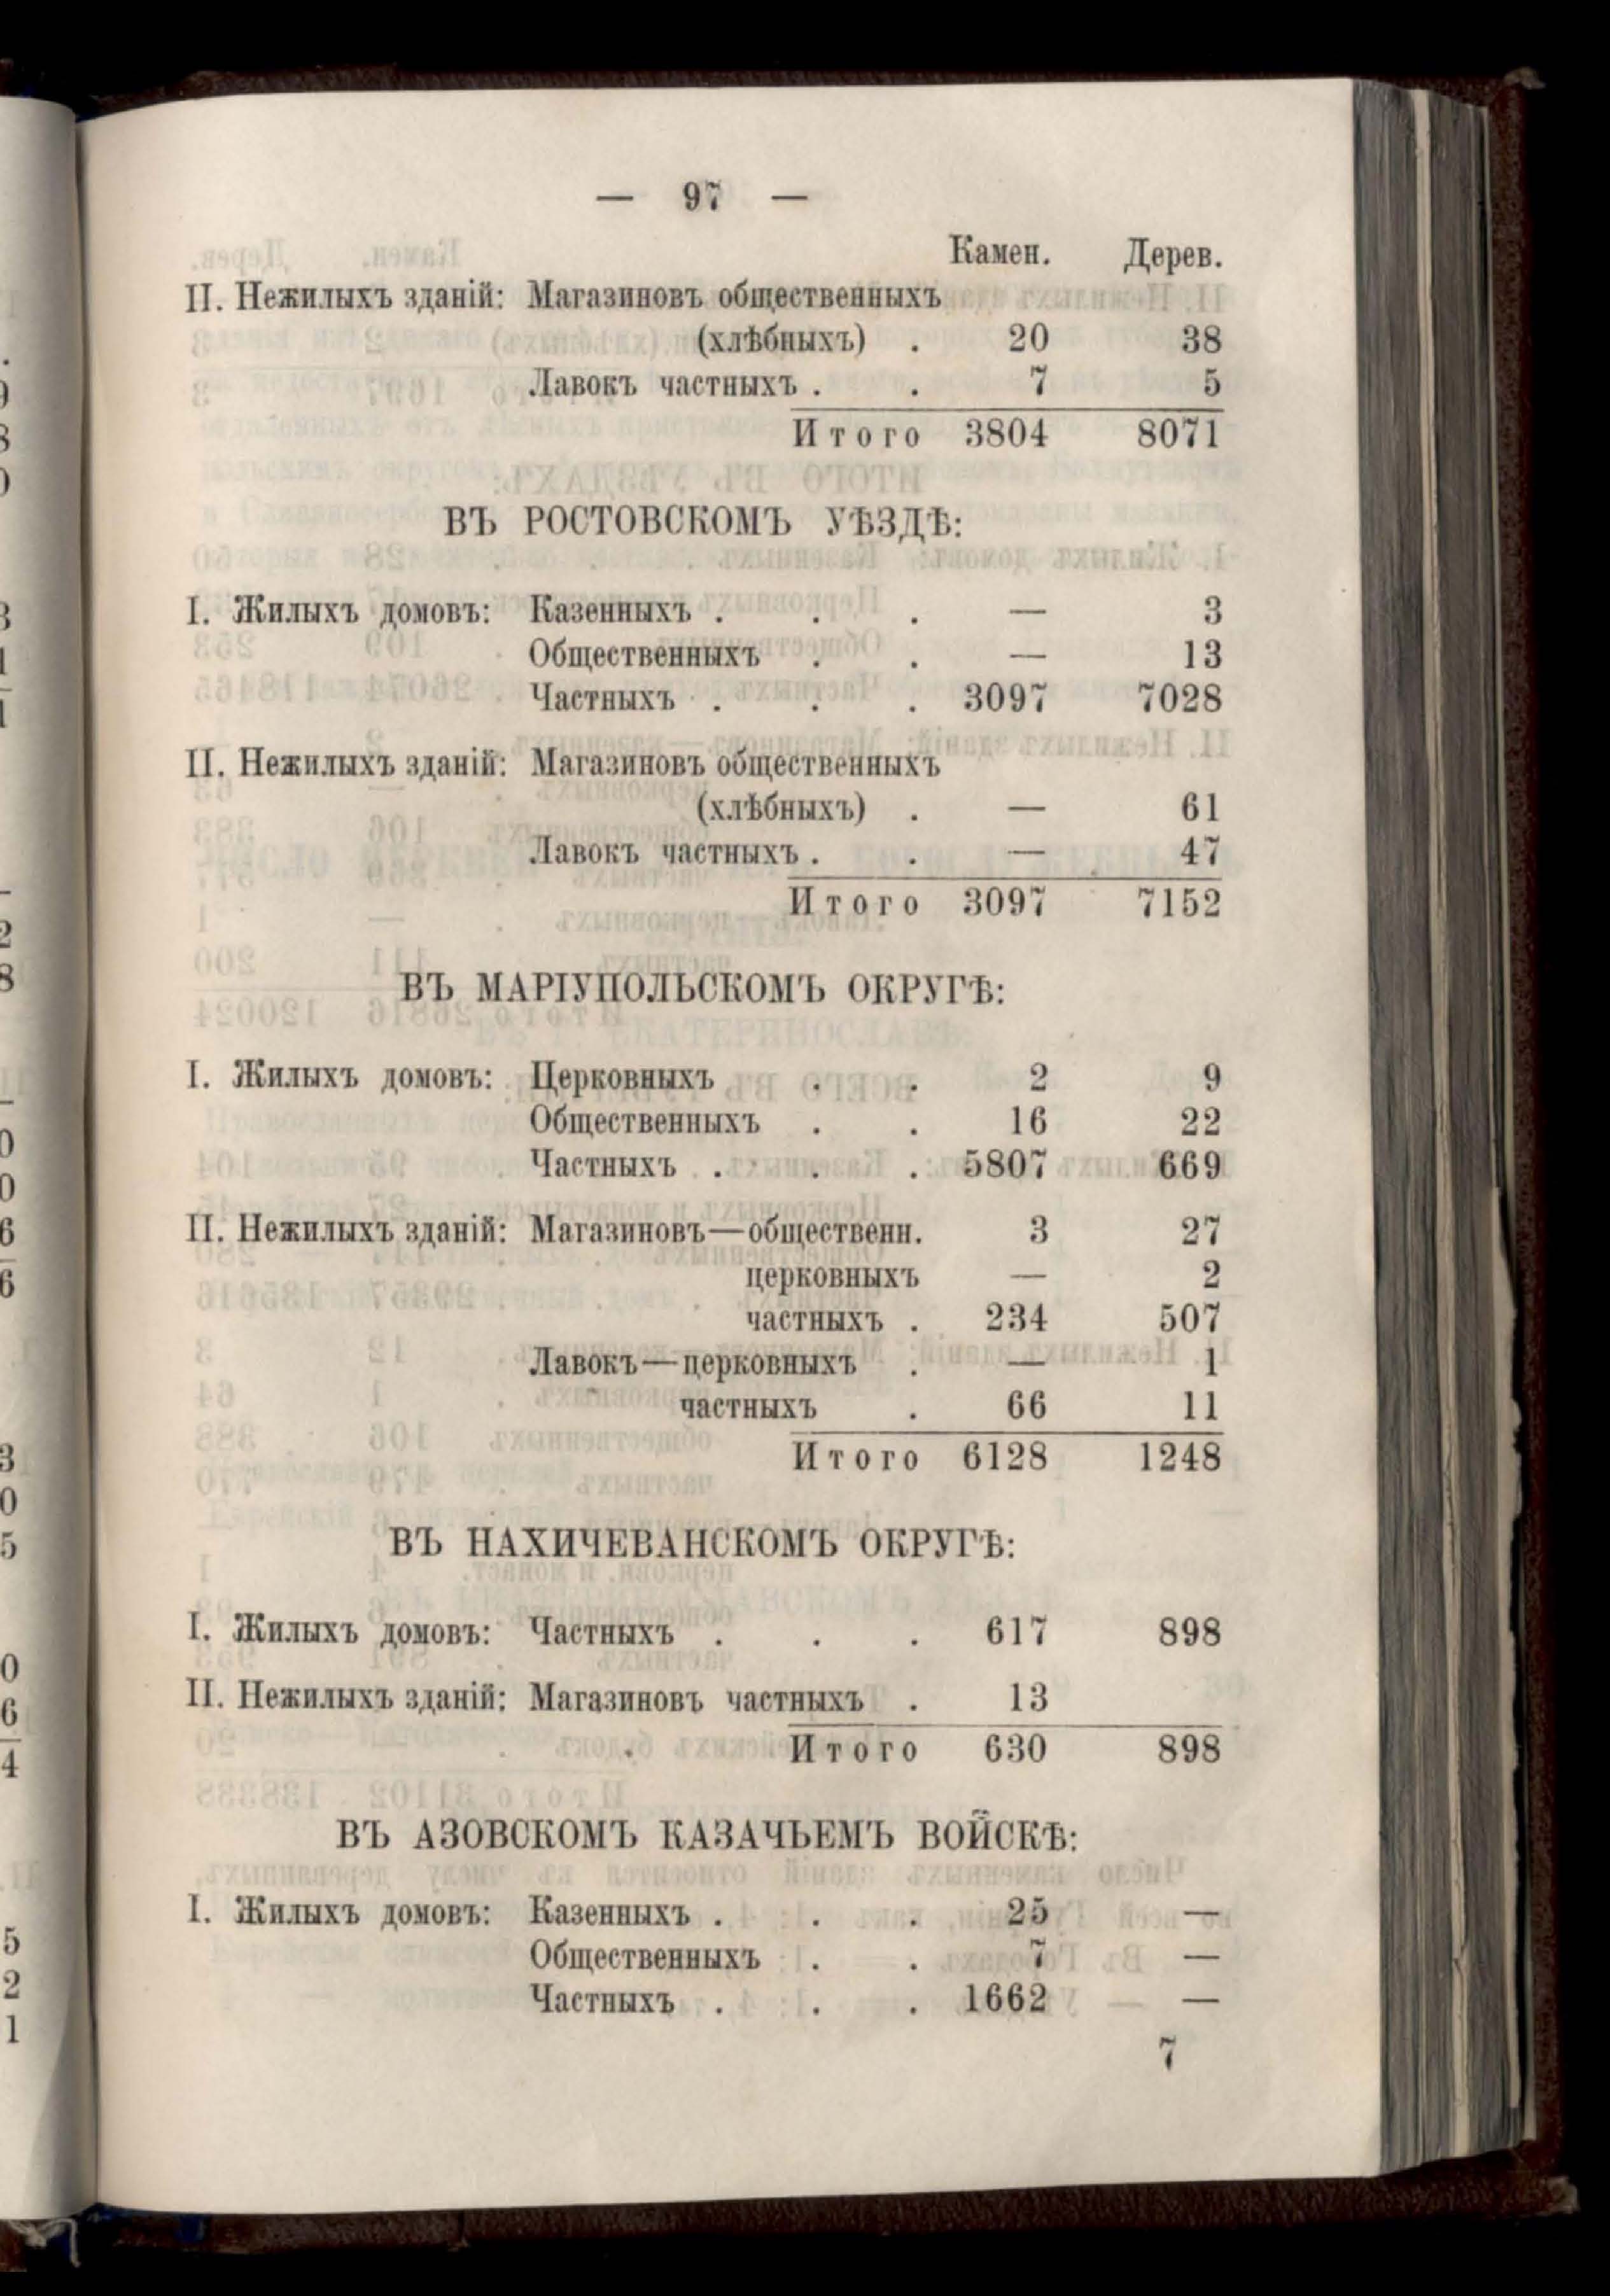 — 97 —
Камен. Дерев.
II. Нежилыхъ зданій: Магазиновъ общественныхъ
(хлѣбныхъ) . 20 38
Лавокъ частныхъ . . 7 5
Итого 3804 8071
ВЪ РОСТОВСКОМЪ УѢЗДѢ:
I. Жилыхъ домовъ: Казенныхъ . . . — 3
Общественныхъ . . — 13
Частныхъ . . . 3097 7028
II. Нежилыхъ зданій: Магазиновъ общественныхъ
(хлѣбныхъ) . — 61
Лавокъ частныхъ . . — 47
Итого 3097 7152
ВЪ МАРІУПОЛЬСКОМЪ ОКРУГѢ:
I. Жилыхъ домовъ: Церковныхъ . . 2 9
Общественныхъ . . 16 22
Частныхъ . . . 5807 669
II. Нежилыхъ зданій: Магазиновъ—общественн. 3 27
церковныхъ — 2
частныхъ . 234 507
Лавокъ—церковныхъ . — 1
частныхъ . 66 11
Итого 6128 1248
ВЪ НАХИЧЕВАНСКОМЪ ОКРУГѢ:
I. Жилыхъ домовъ: Частныхъ . . . 617 898
II. Нежилыхъ зданій: Магазиновъ частныхъ . 13
Итого 630 898
ВЪ АЗОВСКОМЪ КАЗАЧЬЕМЪ ВОЙСКѢ:
I. Жилыхъ домовъ: Казенныхъ . . . 25 —
Общественныхъ . . 7 —
Частныхъ . . . 1662 —
7